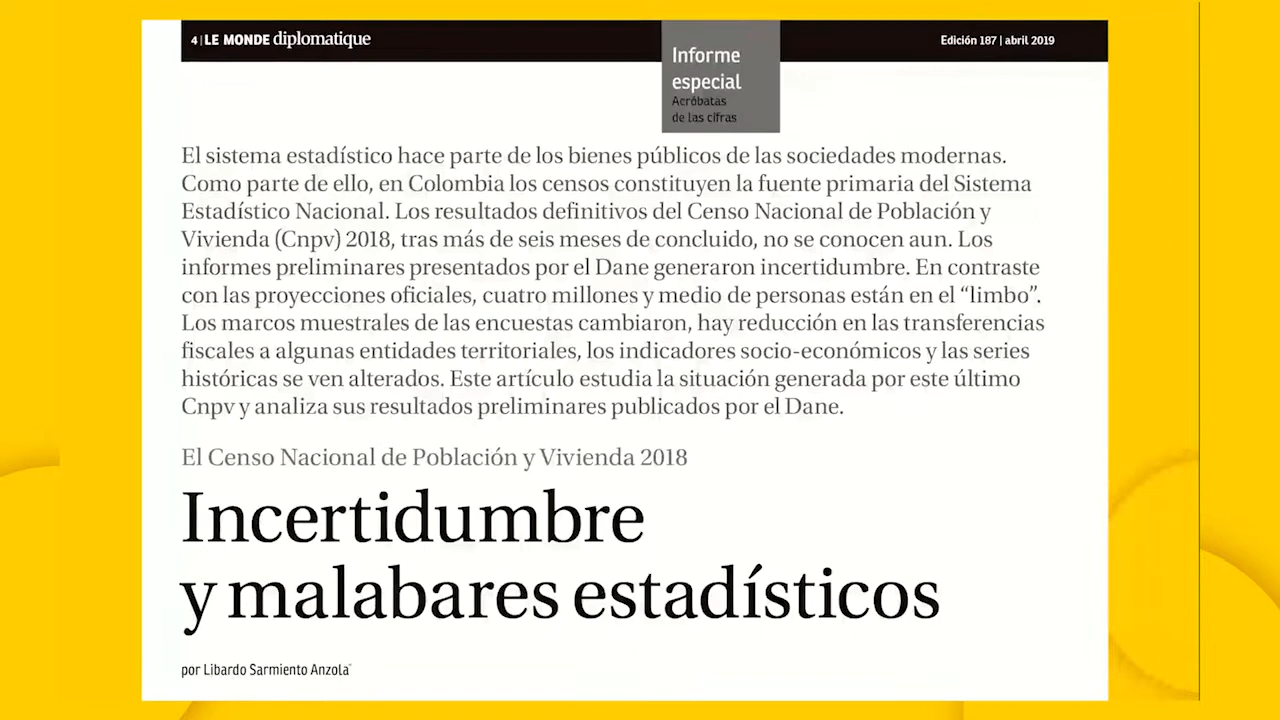 4 | LE MONDE diplomatique
Informe
especial
Acróbatas
de las cifras
Edición 187 | abril 2019
El sistema estadístico hace parte de los bienes públicos de las sociedades modernas.
Como parte de ello, en Colombia los censos constituyen la fuente primaria del Sistema
Estadístico Nacional. Los resultados definitivos del Censo Nacional de Población y
Vivienda (Cnpv) 2018, tras más de seis meses de concluido, no se conocen aun. Los
informes preliminares presentados por el Dane generaron incertidumbre. En contraste
con las proyecciones oficiales, cuatro millones y medio de personas están en el “limbo”.
Los marcos muestrales de las encuestas cambiaron, hay reducción en las transferencias
fiscales a algunas entidades territoriales, los indicadores socio-económicos y las series
históricas se ven alterados. Este artículo estudia la situación generada por este último
Cnpv y analiza sus resultados preliminares publicados por el Dane.
El Censo Nacional de Población y Vivienda 2018
Incertidumbre
y malabares estadísticos
por Libardo Sarmiento Anzola*